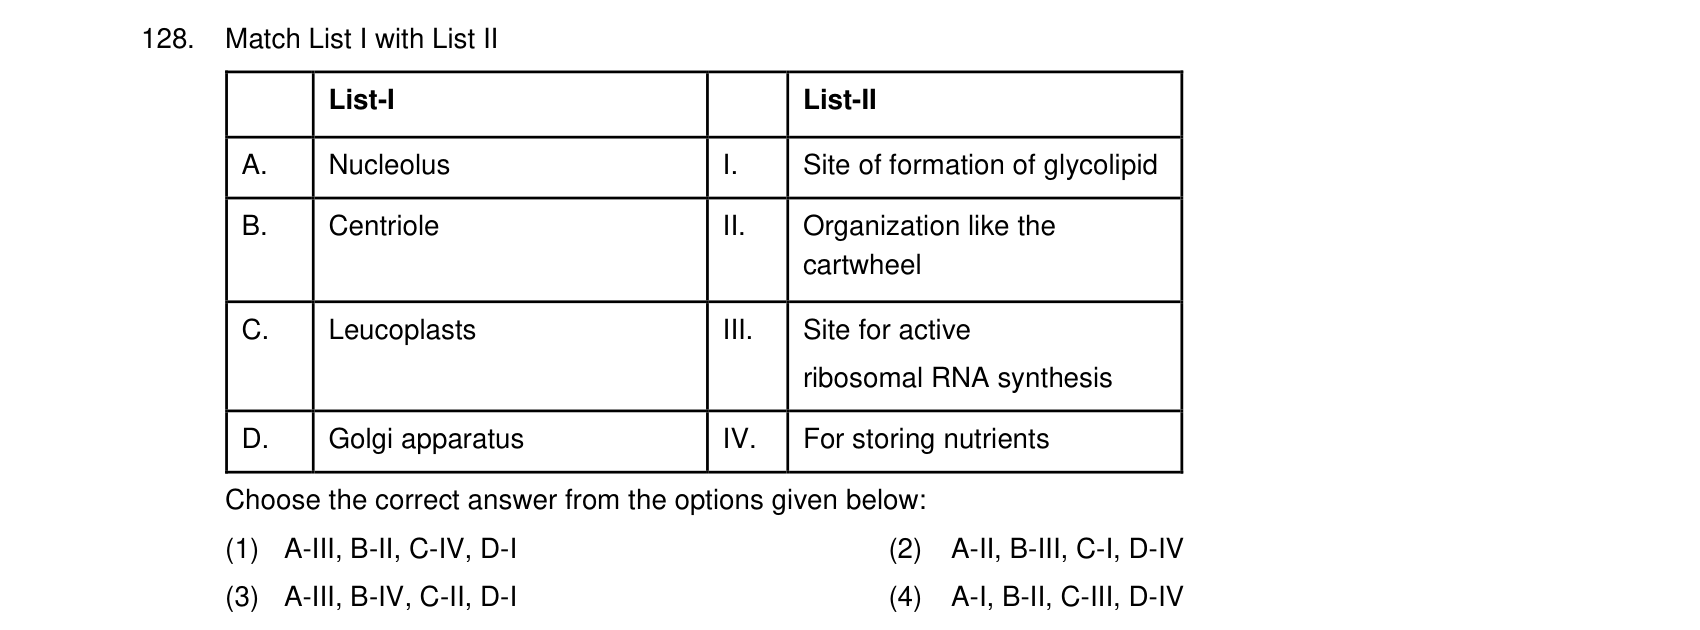 128. Match List I with List II
List-I List-II
A. Nucleolus I. Site of formation of glycolipid
B. Centriole II. Organization like the
cartwheel
C. Leucoplasts III. Site for active
ribosomal RNA synthesis
D. Golgi apparatus IV. For storing nutrients
Choose the correct answer from the options given below:
(1) A-III, B-II, C-IV, D-I (2) A-II, B-III, C-I, D-IV
(3) A-III, B-IV, C-II, D-I (4) A-I, B-II, C-III, D-IV